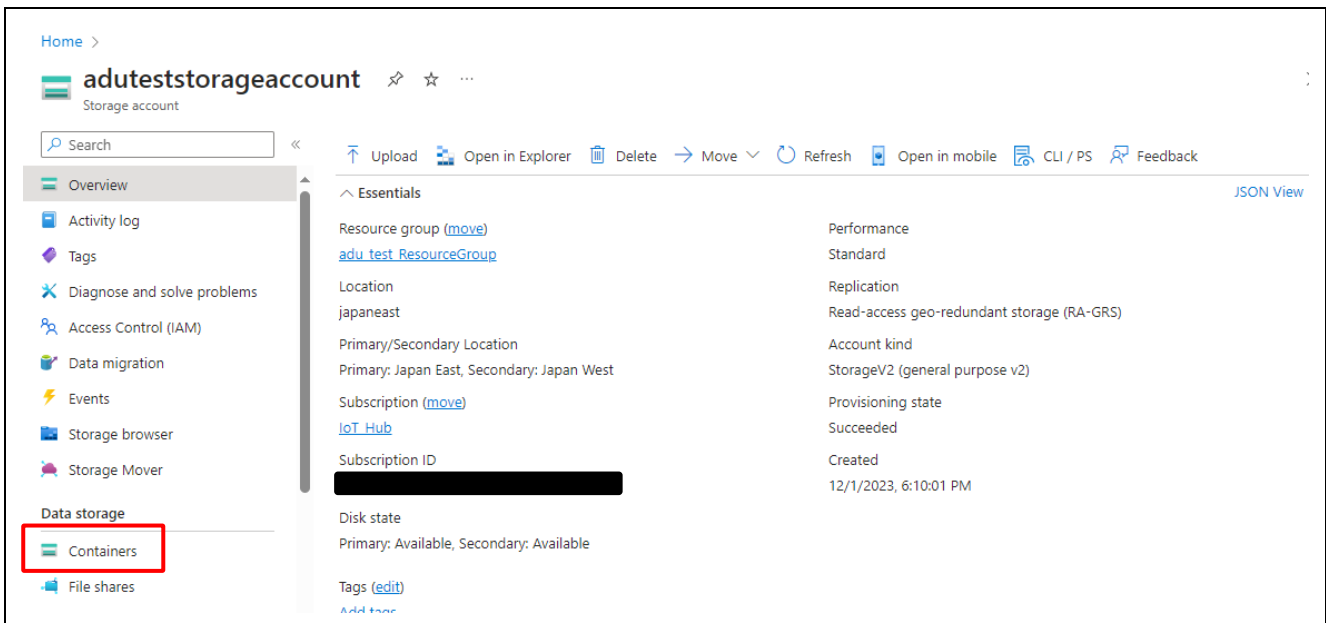 Home >
aduteststorageaccount
Storage account
Search
Upload Open in Explorer Delete Move Refresh Open in mobile CLI / PS Feedback
Overview
Activity log
Tags
Diagnose and solve problems
Access Control (IAM)
Data migration
Events
Storage browser
Storage Mover
Data storage
Containers
File shares
Essentials
JSON View
Resource group (move)
adu_test_ResourceGroup
Location
japaneast
Primary/Secondary Location
Primary: Japan East, Secondary: Japan West
Subscription (move)
IoT_Hub
Subscription ID
Disk state
Primary: Available, Secondary: Available
Tags (edit)
Add tags
Performance
Standard
Replication
Read-access geo-redundant storage (RA-GRS)
Account kind
StorageV2 (general purpose v2)
Provisioning state
Succeeded
Created
12/1/2023, 6:10:01 PM